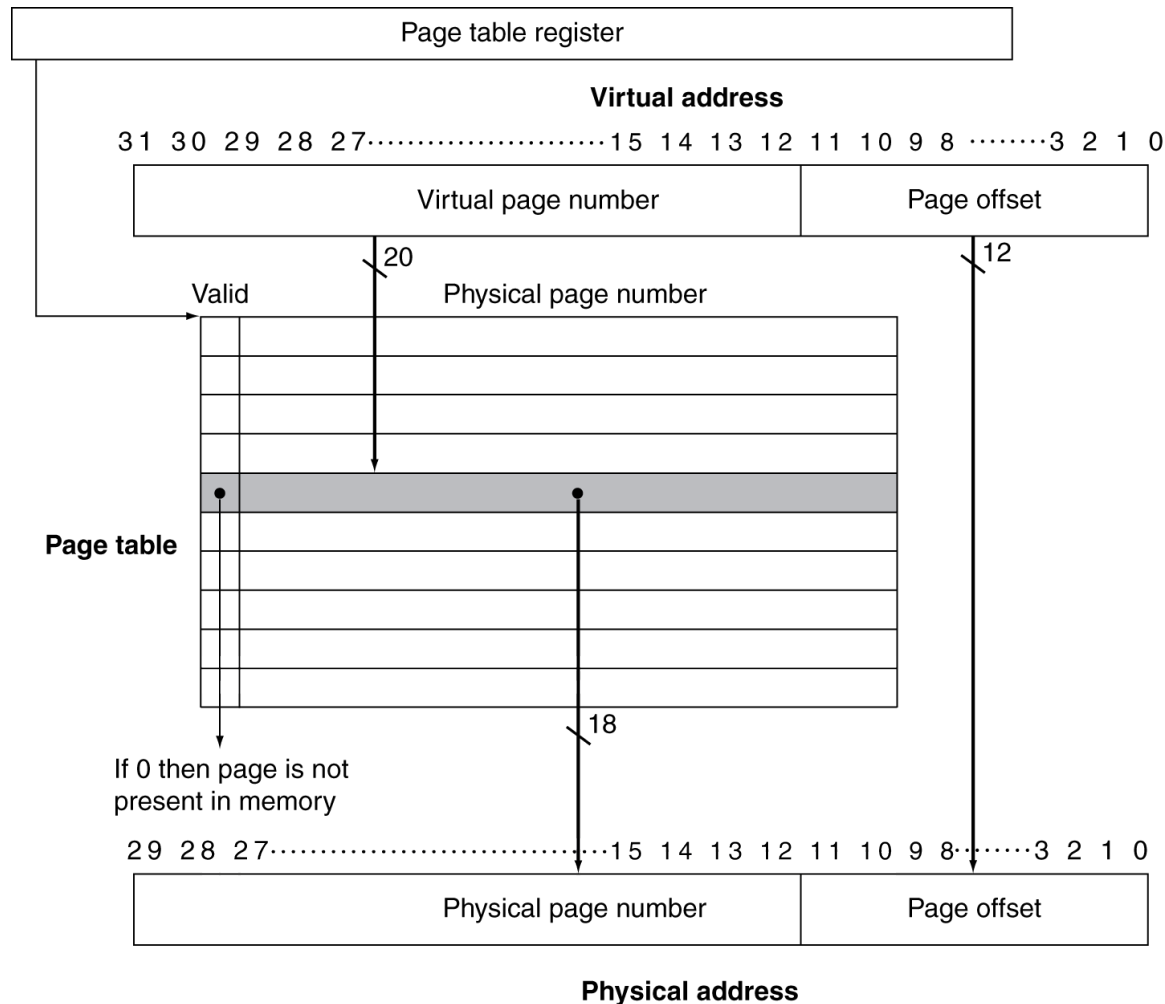 Page table register
Virtual address
31 30 29 28 27·······················15 14 13 12 11 10 9 8 ········3 2 1 0
Virtual page number Page offset
20 12
Valid Physical page number
Page table
18
If 0 then page is not
present in memory
29 28 27································15 14 13 12 11 10 9 8········3 2 1 0
Physical page number Page offset
Physical address